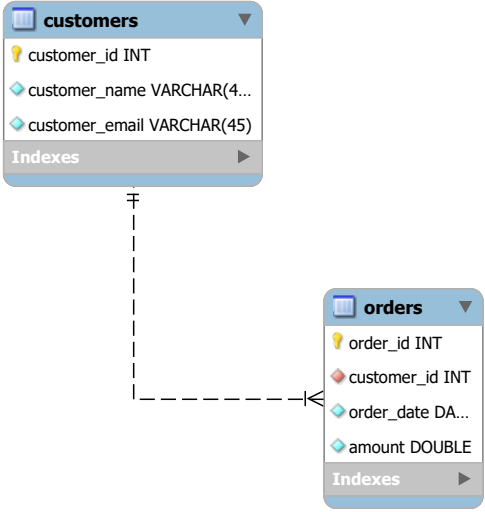 customers
customer_id INT
customer_name VARCHAR(4...
customer_email VARCHAR(45)
Indexes
orders
order_id INT
customer_id INT
order_date DA...
amount DOUBLE
Indexes